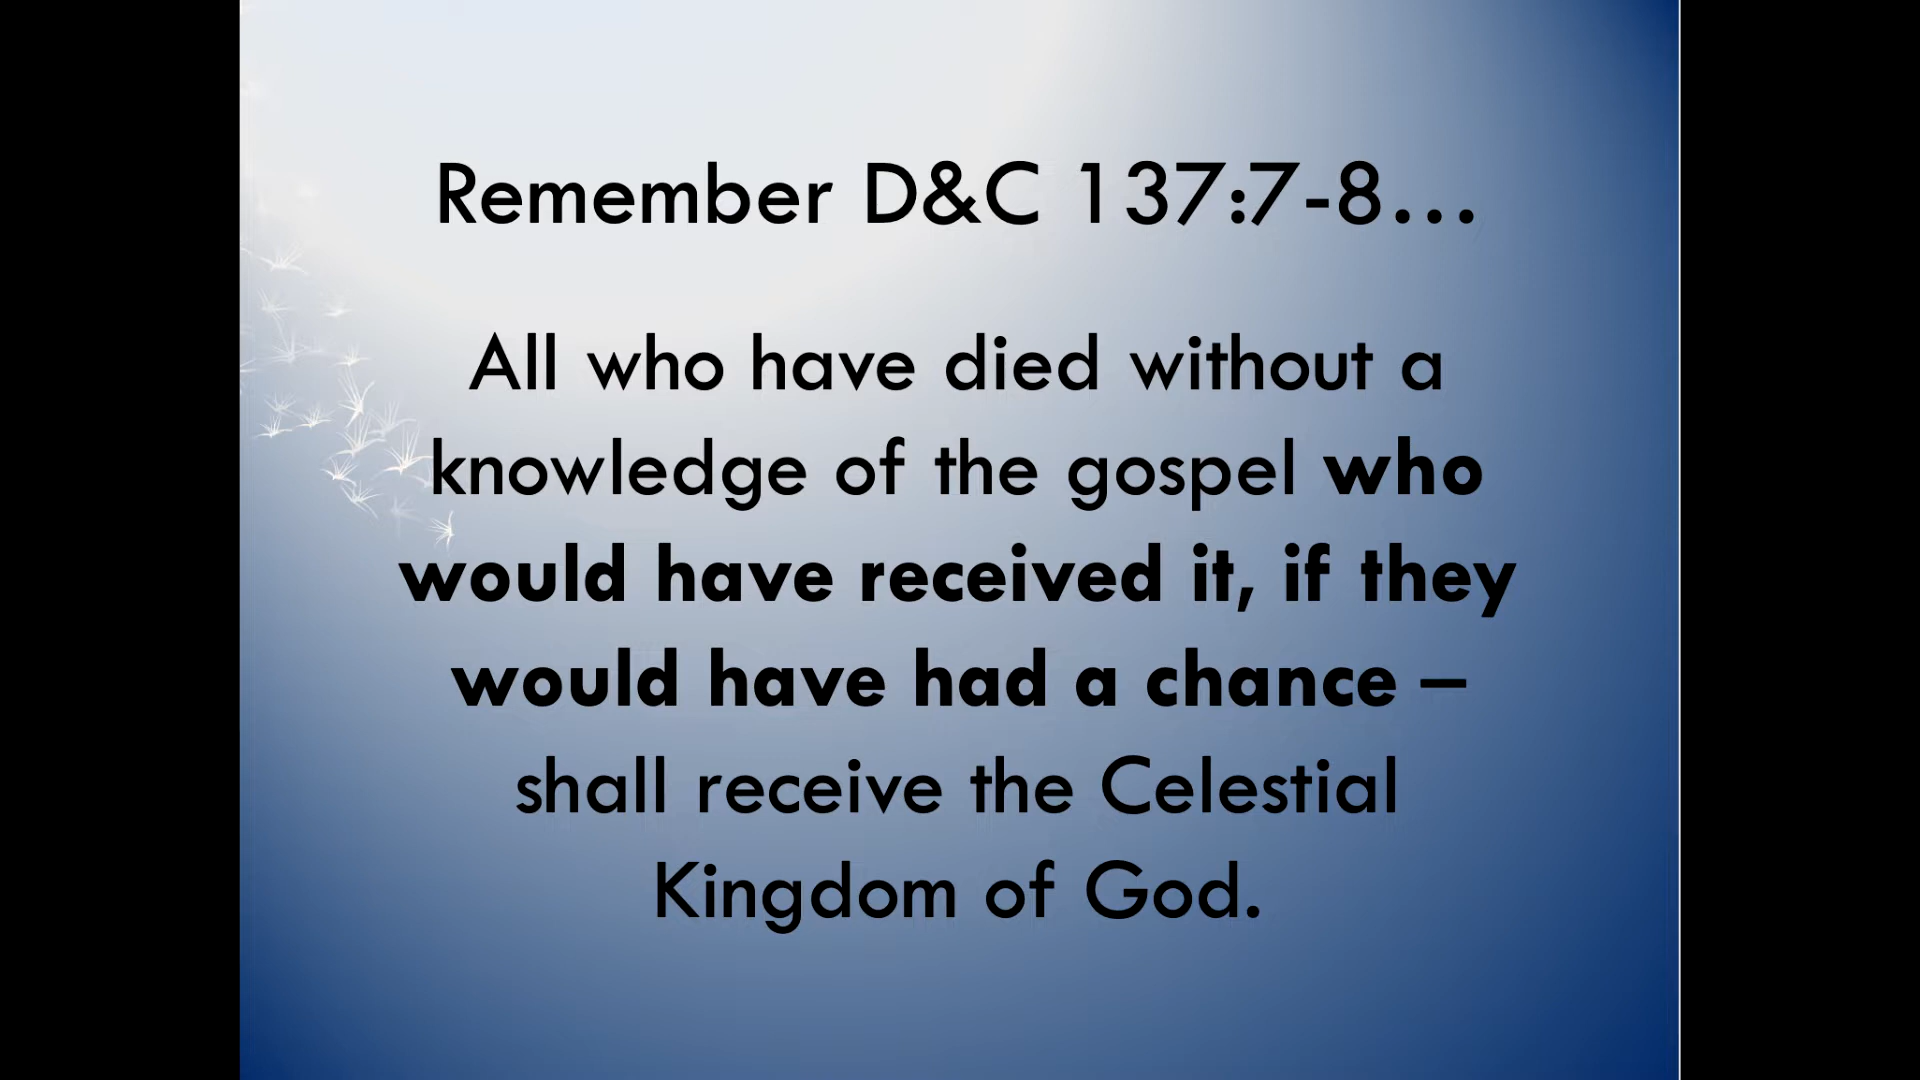 Remember D&C 137:7-8…
All who have died without a
knowledge of the gospel who
would have received it, if they
would have had a chance –
shall receive the Celestial
Kingdom of God.